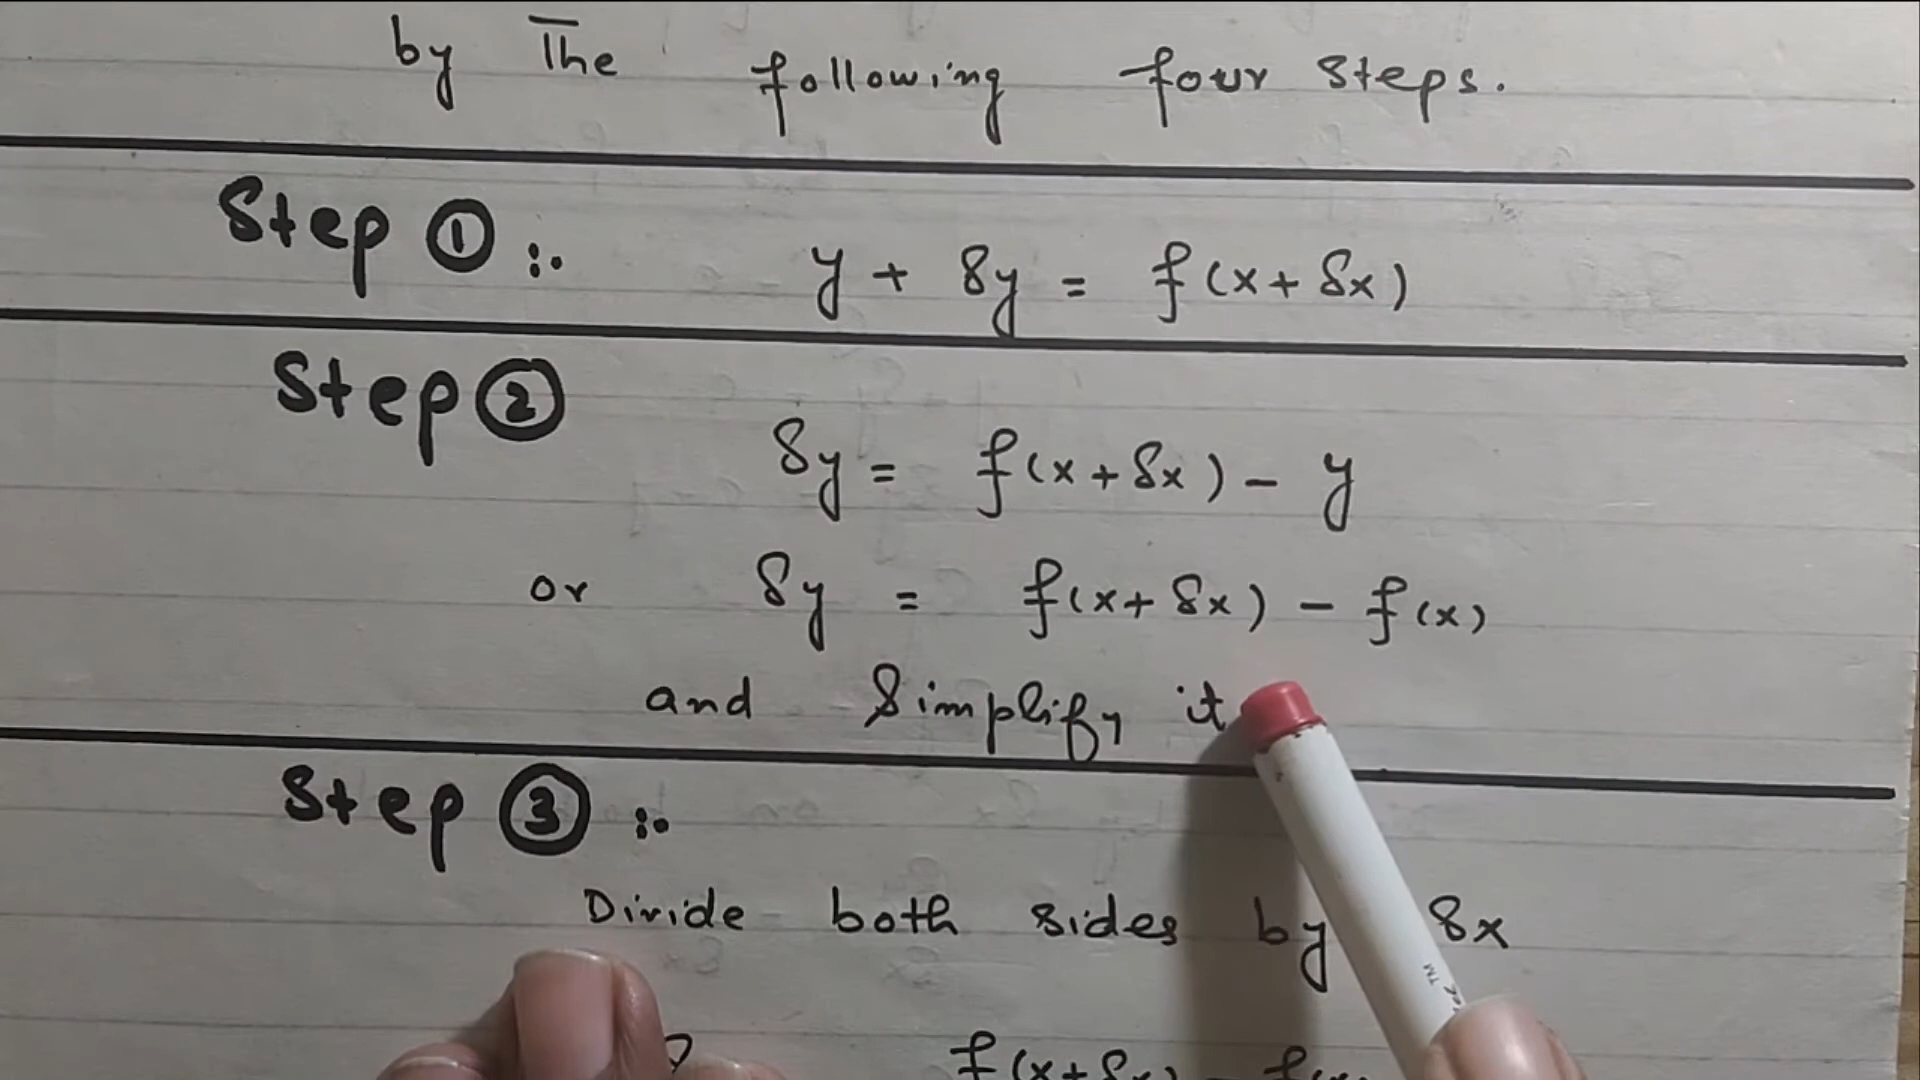 by The following four steps.
Step ① :. y + δy = f(x + δx)
Step ②
δy = f(x + δx) - y
or δy = f(x + δx) - f(x)
and Simplify it
Step ③ :.
Divide both sides by δx
f(x + δx) -